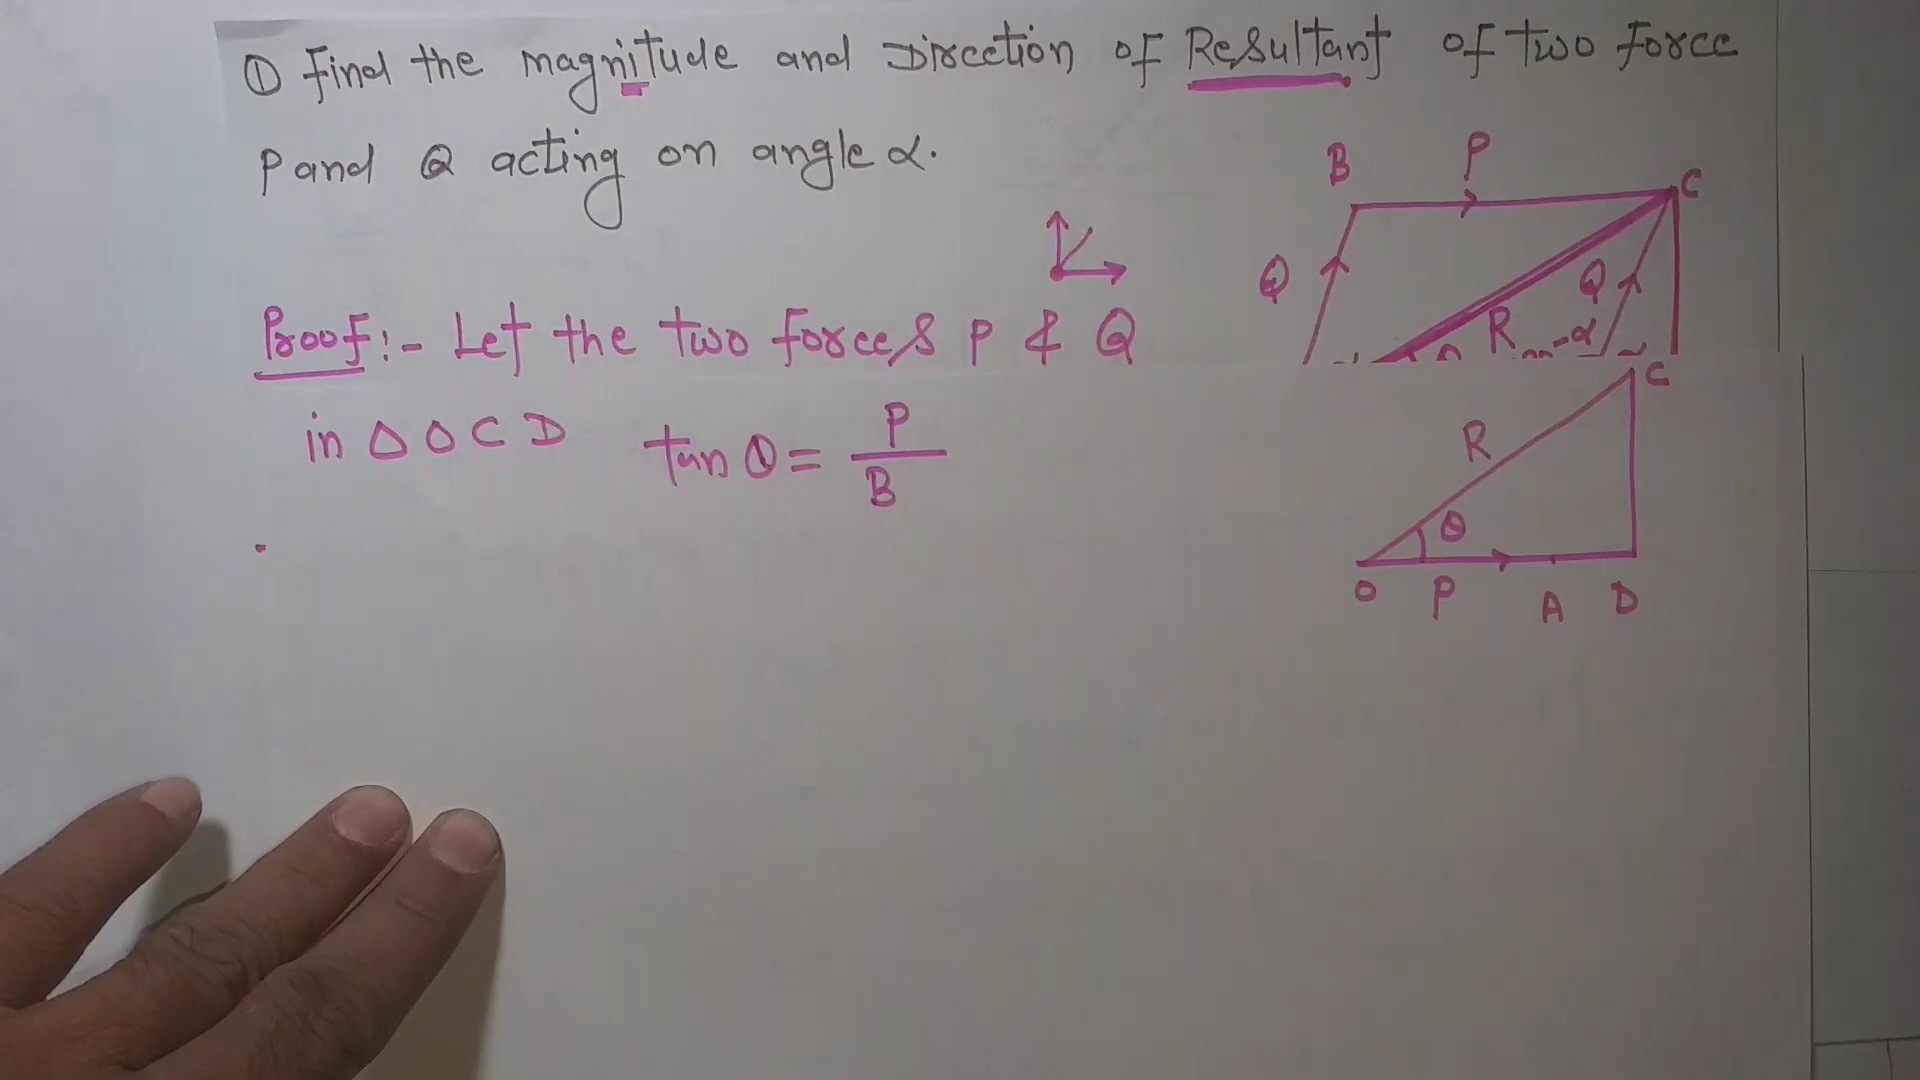 ① Find the magnitude and Direction of Resultant of two force
P and Q acting on angle α.
B P C
Q Q
R α
Proof:- Let the two forces P & Q
C
in △ O C D tan θ = P
B
R
θ
O P A D